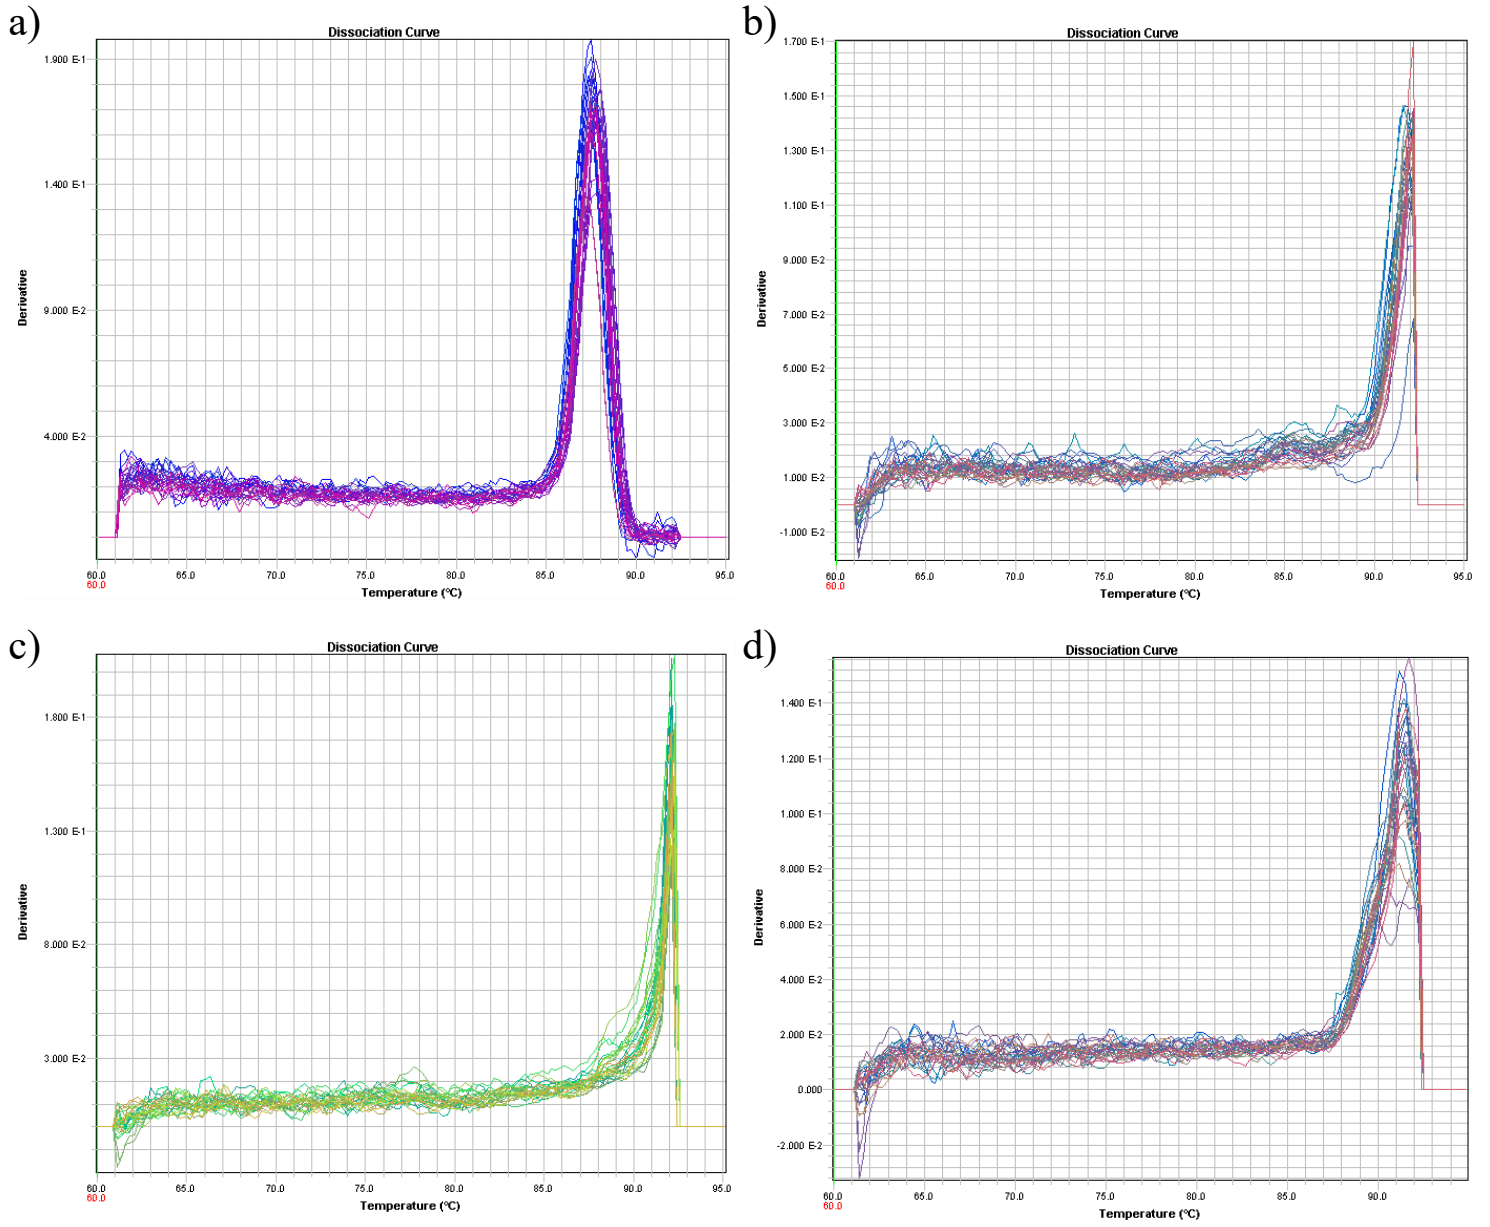 a)
Dissociation Curve
1.900 E-1
1.400 E-1
9.000 E-2
4.000 E-2
Derivative
60.0 65.0 70.0 75.0 80.0 85.0 90.0 95.0
60.0
Temperature (°C)
b)
Dissociation Curve
1.700 E-1
1.500 E-1
1.300 E-1
1.100 E-1
9.000 E-2
7.000 E-2
5.000 E-2
3.000 E-2
1.000 E-2
-1.000 E-2
Derivative
60.0 65.0 70.0 75.0 80.0 85.0 90.0 95.0
60.0
Temperature (°C)
c)
Dissociation Curve
1.800 E-1
1.300 E-1
8.000 E-2
3.000 E-2
Derivative
60.0 65.0 70.0 75.0 80.0 85.0 90.0 95.0
60.0
Temperature (°C)
d)
Dissociation Curve
1.400 E-1
1.200 E-1
1.000 E-1
8.000 E-2
6.000 E-2
4.000 E-2
2.000 E-2
0.000
-2.000 E-2
Derivative
60.0 65.0 70.0 75.0 80.0 85.0 90.0
60.0
Temperature (°C)